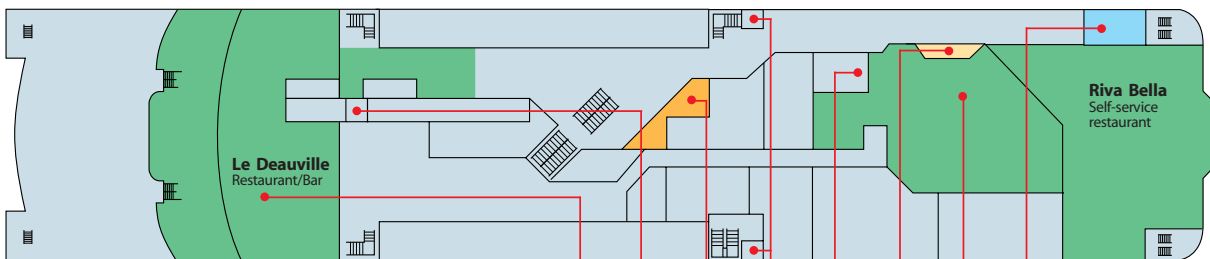 Le Deauville
Restaurant/Bar
Riva Bella
Self-service
restaurant